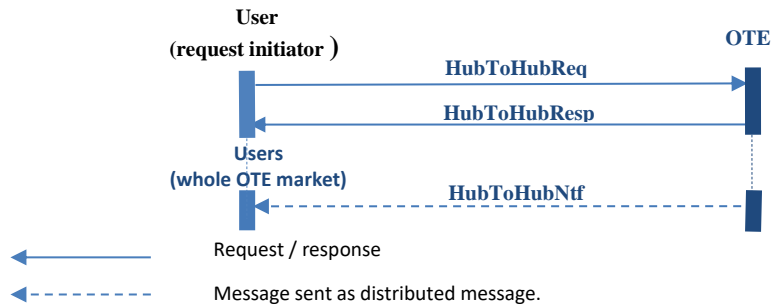 User
(request initiator )
OTE
HubToHubReq
HubToHubResp
Users
(whole OTE market)
HubToHubNtf
Request / response
Message sent as distributed message.